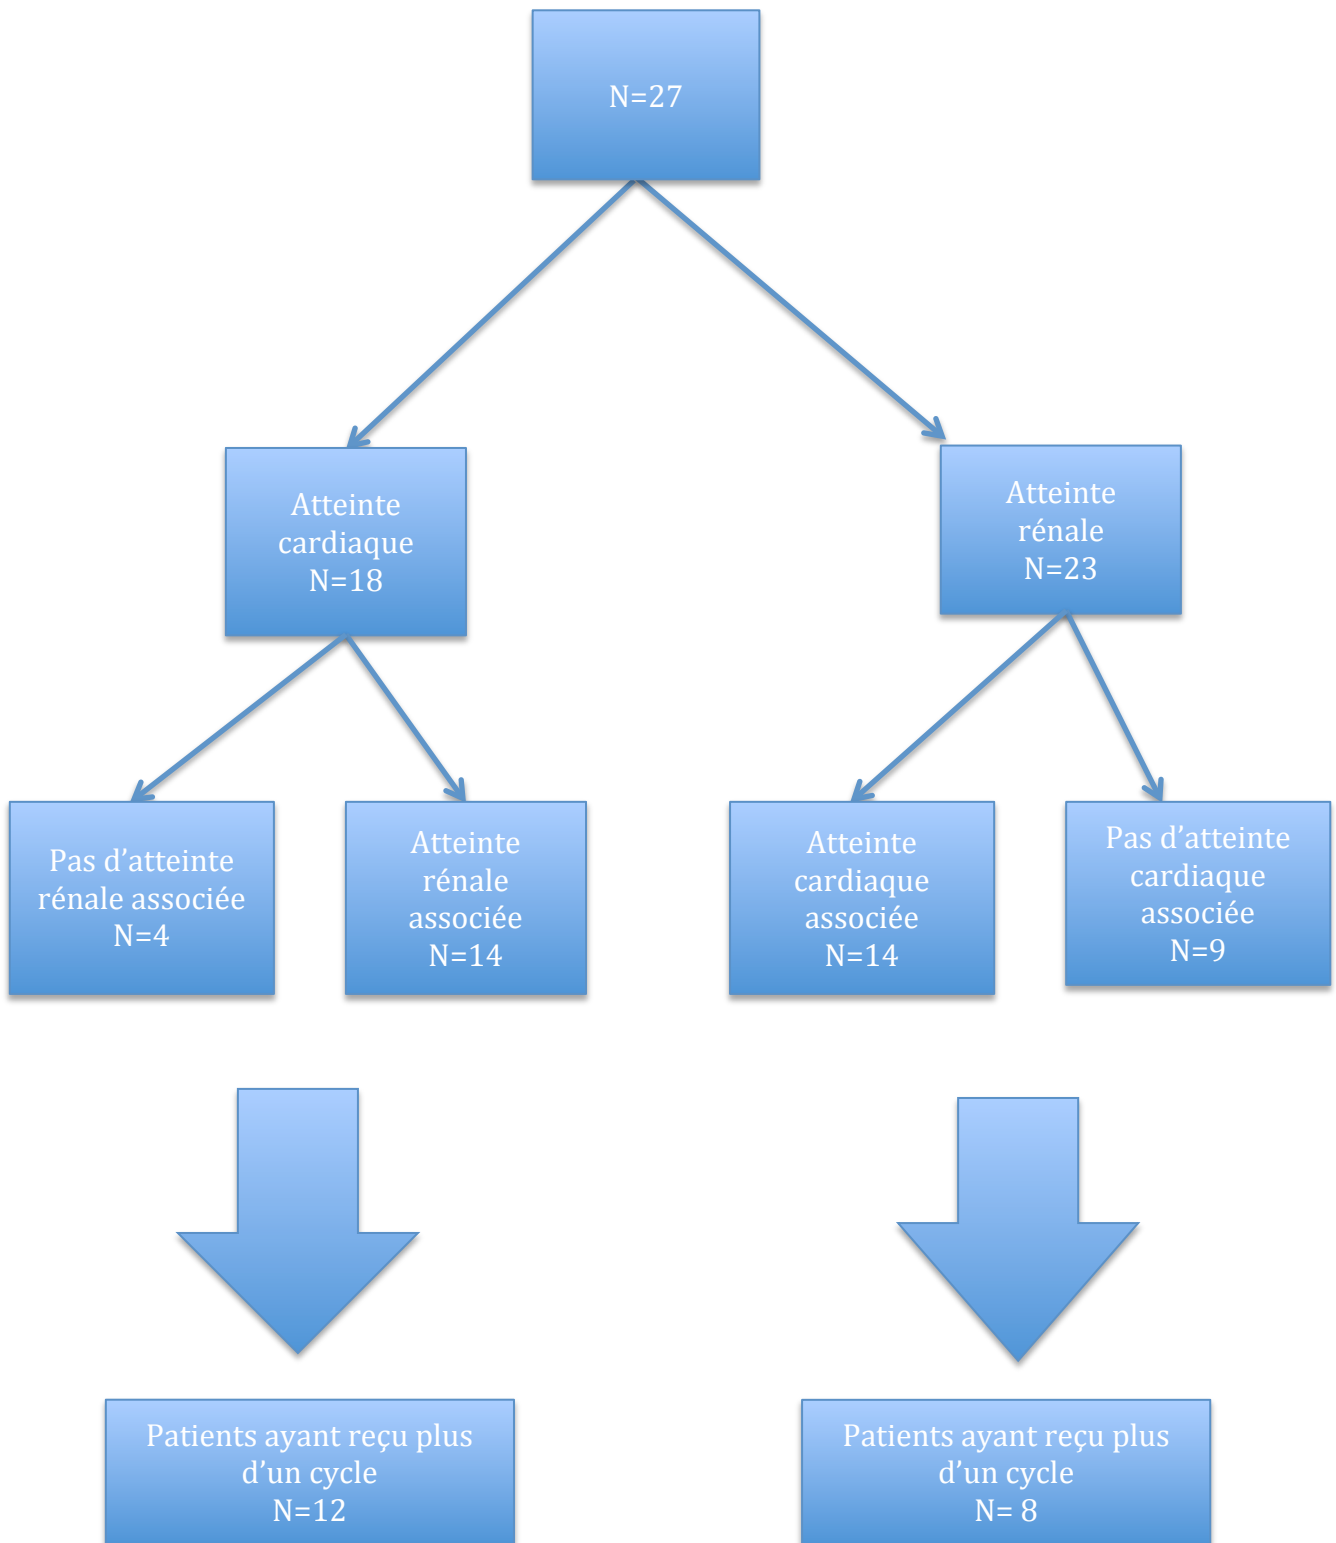 N=27
Atteinte
cardiaque
N=18
Atteinte
rénale
N=23
Pas d’atteinte
rénale associée
N=4
Atteinte
rénale
associée
N=14
Atteinte
cardiaque
associée
N=14
Pas d’atteinte
cardiaque
associée
N=9
Patients ayant reçu plus
d’un cycle
N=12
Patients ayant reçu plus
d’un cycle
N= 8